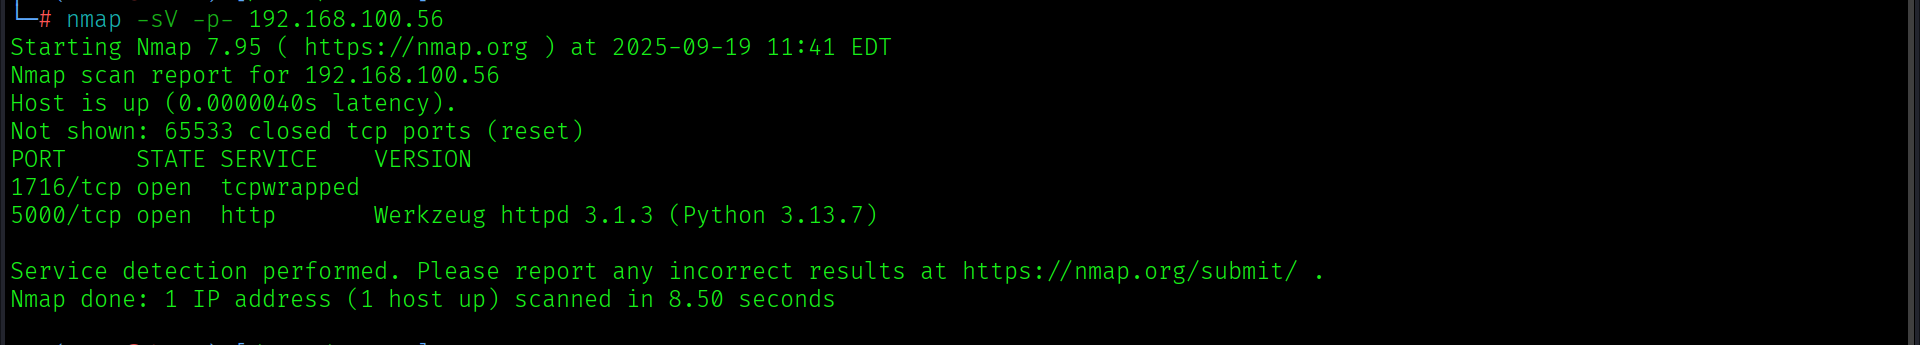 └─# nmap -sV -p- 192.168.100.56
Starting Nmap 7.95 ( https://nmap.org ) at 2025-09-19 11:41 EDT
Nmap scan report for 192.168.100.56
Host is up (0.0000040s latency).
Not shown: 65533 closed tcp ports (reset)
PORT     STATE SERVICE    VERSION
1716/tcp open  tcpwrapped
5000/tcp open  http       Werkzeug httpd 3.1.3 (Python 3.13.7)
Service detection performed. Please report any incorrect results at https://nmap.org/submit/ .
Nmap done: 1 IP address (1 host up) scanned in 8.50 seconds